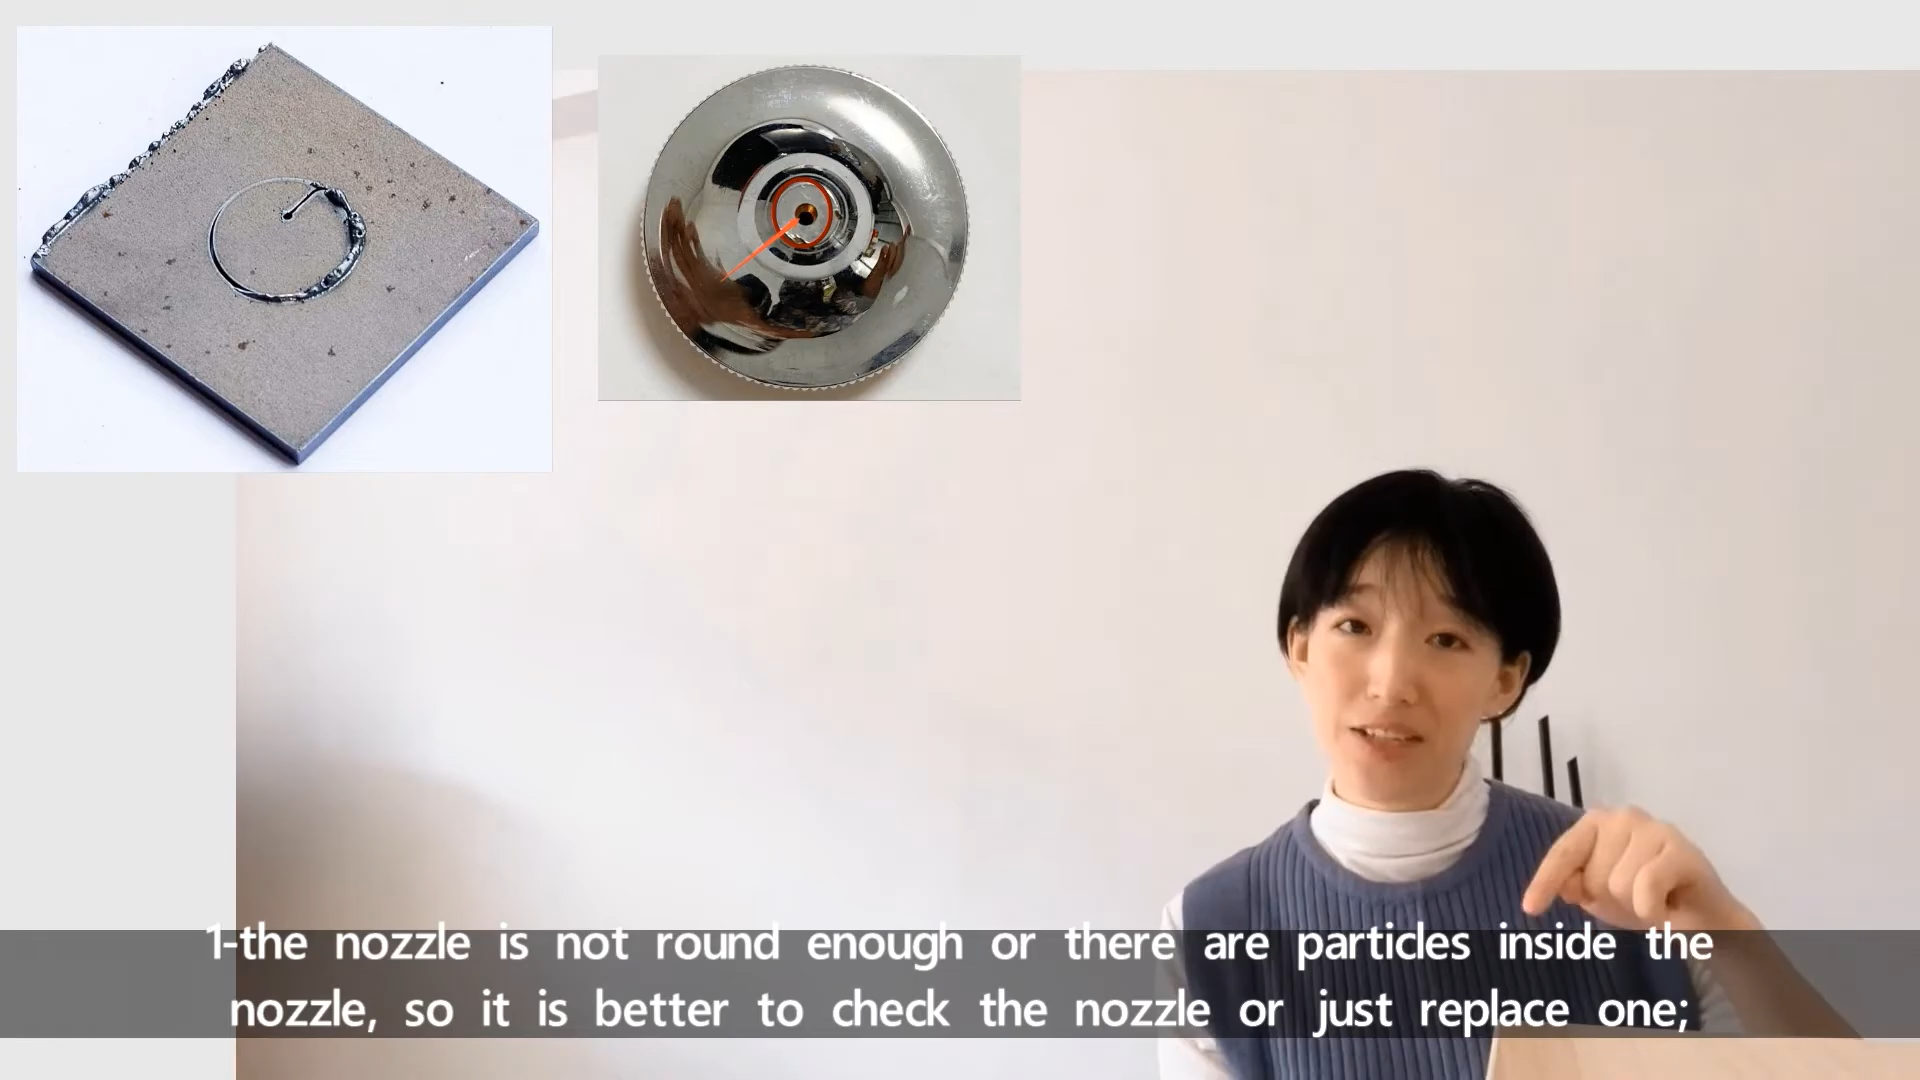 1-the nozzle is not round enough or there are particles inside the
nozzle, so it is better to check the nozzle or just replace one;